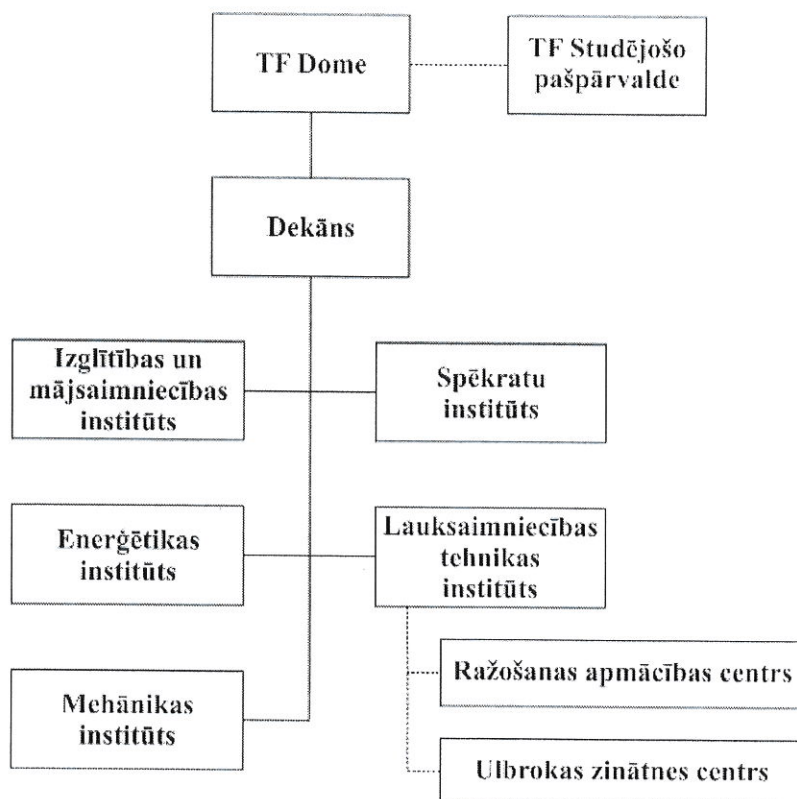 TF Dome
TF Studējošo
pašpārvalde
Dekāns
Izglītības un
mājsaimniecības
institūts
Spēkratu
institūts
Enerģētikas
institūts
Lauksaimniecības
tehnikas
institūts
Mehānikas
institūts
Ražošanas apmācības centrs
Ulbrokas zinātnes centrs